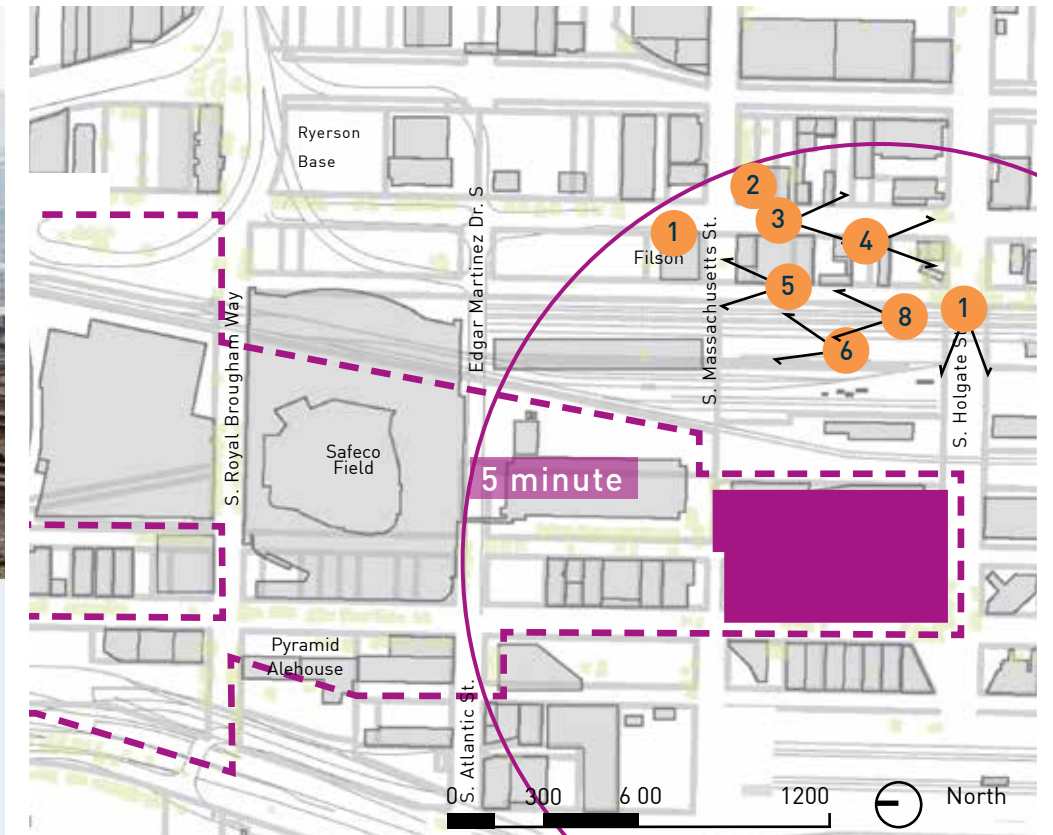 Ryerson
Base
Edgar Martinez Dr. S
2
3
1
4
Filson
S. Massachusetts St.
5
8
1
6
S. Royal Brougham Way
S. Holgate St.
Safeco
Field
5 minute
Pyramid
Alehouse
S. Atlantic St.
0 300 6 00 1200
North